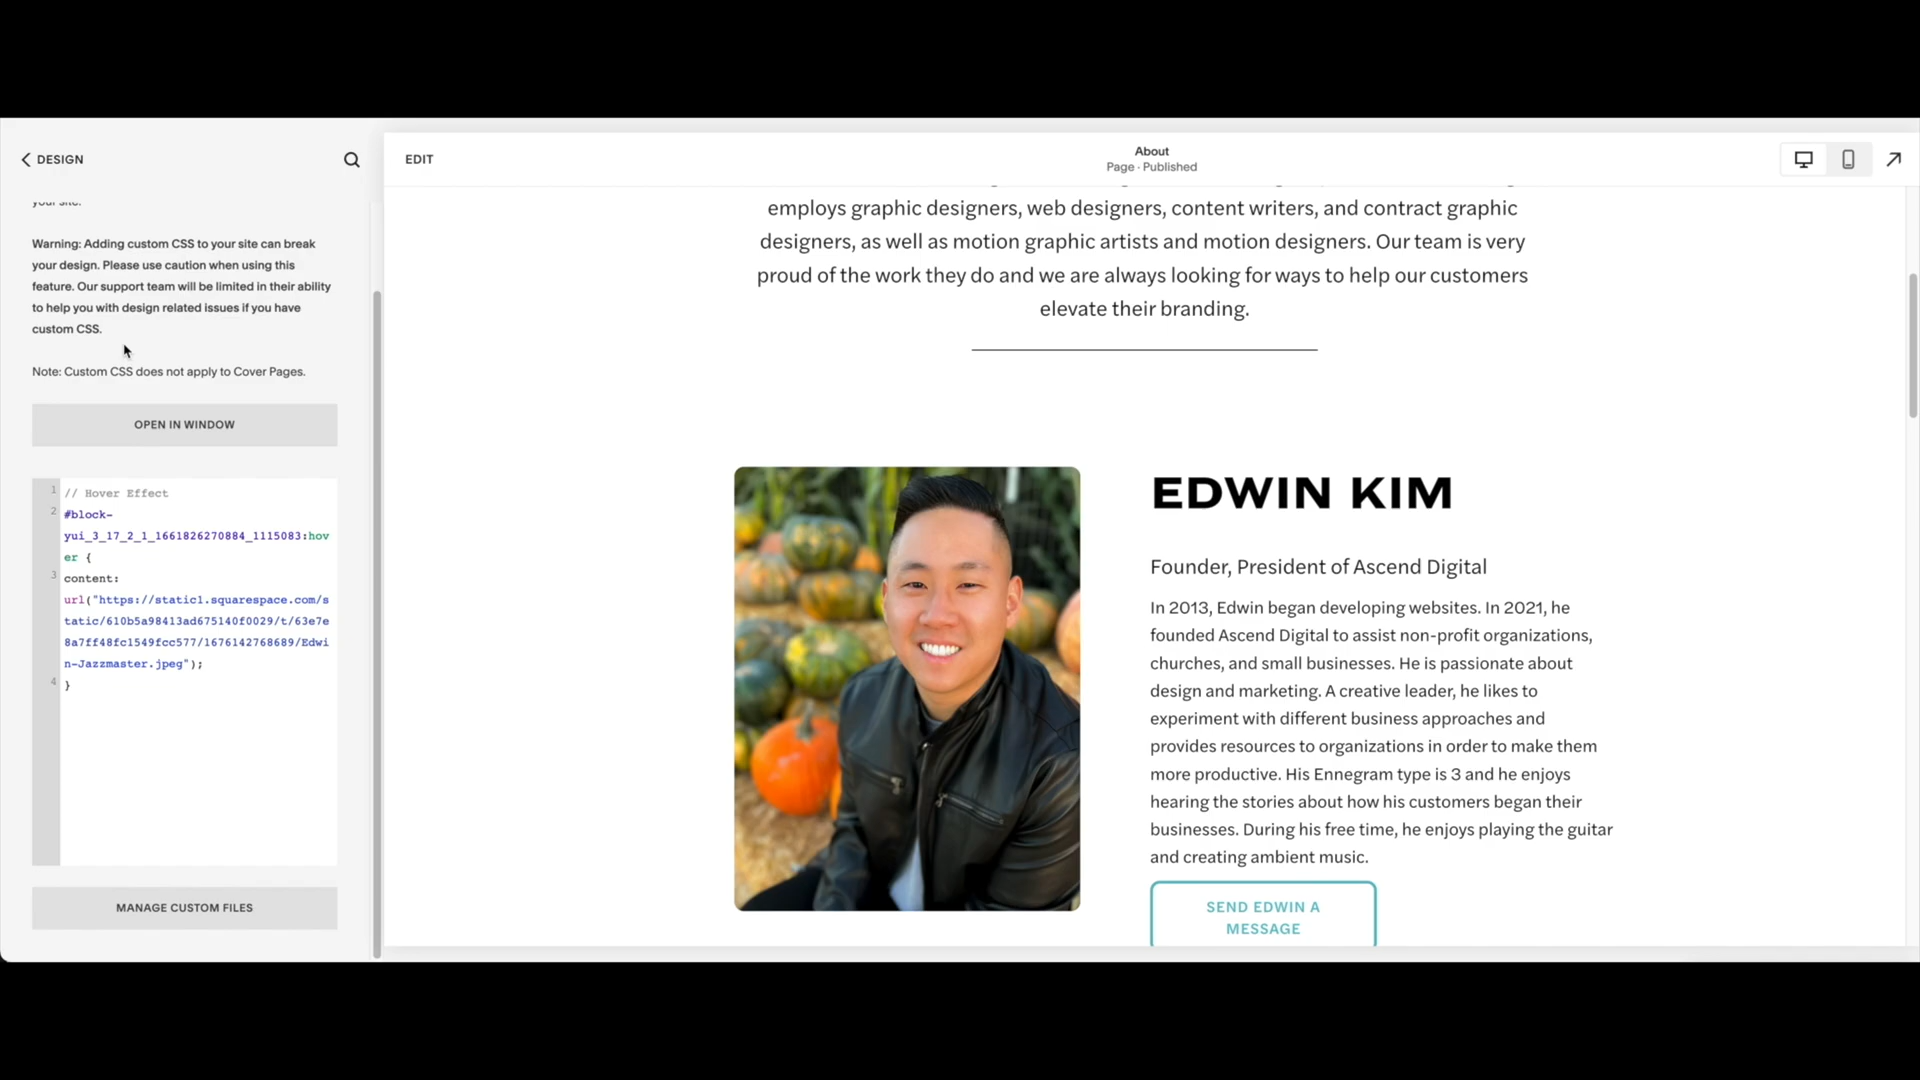 DESIGN
your site.
Warning: Adding custom CSS to your site can break
your design. Please use caution when using this
feature. Our support team will be limited in their ability
to help you with design related issues if you have
custom CSS.
Note: Custom CSS does not apply to Cover Pages.
OPEN IN WINDOW
1 // Hover Effect
2 #block-
yui_3_17_2_1_1661826270884_1115083:hov
er {
3 content:
url("https://static1.squarespace.com/s
tatic/610b5a98413ad675140f0029/t/63e7e
8a7ff48fc1549fcc577/1676142768689/Edwi
n-Jazzmaster.jpeg");
4 }
MANAGE CUSTOM FILES
EDIT
About
Page · Published
employs graphic designers, web designers, content writers, and contract graphic
designers, as well as motion graphic artists and motion designers. Our team is very
proud of the work they do and we are always looking for ways to help our customers
elevate their branding.
EDWIN KIM
Founder, President of Ascend Digital
In 2013, Edwin began developing websites. In 2021, he
founded Ascend Digital to assist non-profit organizations,
churches, and small businesses. He is passionate about
design and marketing. A creative leader, he likes to
experiment with different business approaches and
provides resources to organizations in order to make them
more productive. His Ennegram type is 3 and he enjoys
hearing the stories about how his customers began their
businesses. During his free time, he enjoys playing the guitar
and creating ambient music.
SEND EDWIN A
MESSAGE